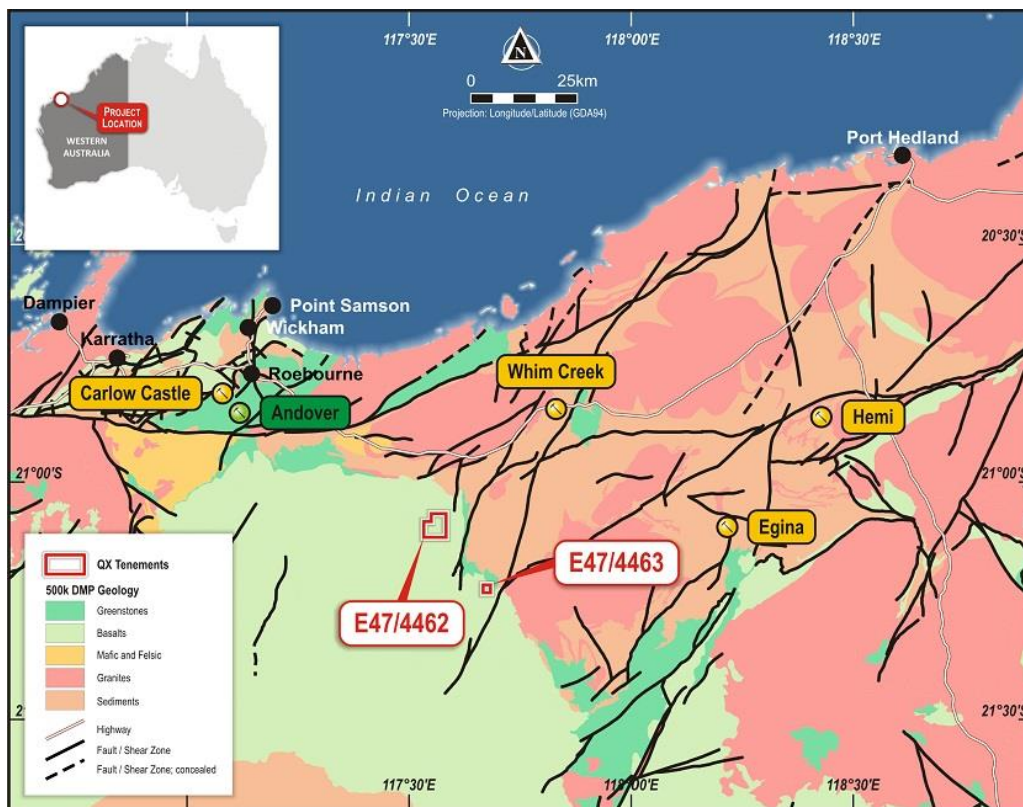 117°30'E
118°00'E
118°30'E
N
0 25km
Projection: Longitude/Latitude (GDA94)
PROJECT
LOCATION
WESTERN
AUSTRALIA
Port Hedland
Indian Ocean
20°30'S
Dampier
Point Samson
Wickham
Karratha
Roebourne
Whim Creek
Carlow Castle
Andover
Hemi
21°00'S
21°00'S
Egina
E47/4463
E47/4462
QX Tenements
500k DMP Geology
Greenstones
Basalts
Mafic and Felsic
Granites
Sediments
Highway
Fault / Shear Zone
Fault / Shear Zone; concealed
21°30'S
117°30'E
118°00'E
118°30'E